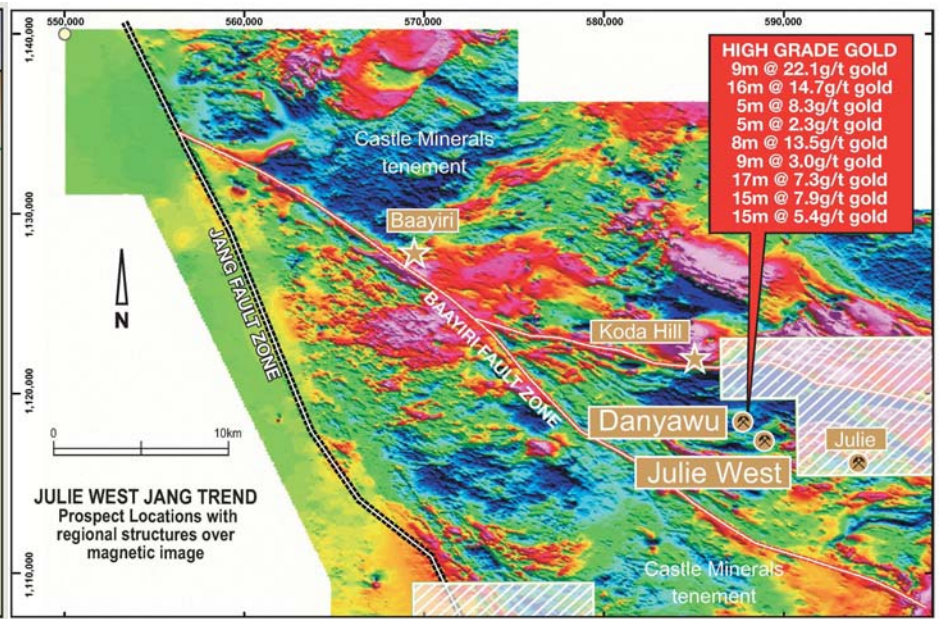 550,000
560,000
570,000
580,000
590,000
1,140,000
1,130,000
1,120,000
1,110,000
HIGH GRADE GOLD
9m @ 22.1g/t gold
16m @ 14.7g/t gold
5m @ 8.3g/t gold
5m @ 2.3g/t gold
8m @ 13.5g/t gold
9m @ 3.0g/t gold
17m @ 7.3g/t gold
15m @ 7.9g/t gold
15m @ 5.4g/t gold
Castle Minerals
tenement
Baayiri
JANG FAULT ZONE
BAAYIRI FAULT ZONE
N
Koda Hill
Danyawu
Julie
Julie West
0
10km
JULIE WEST JANG TREND
Prospect Locations with
regional structures over
magnetic image
Castle Minerals
tenement